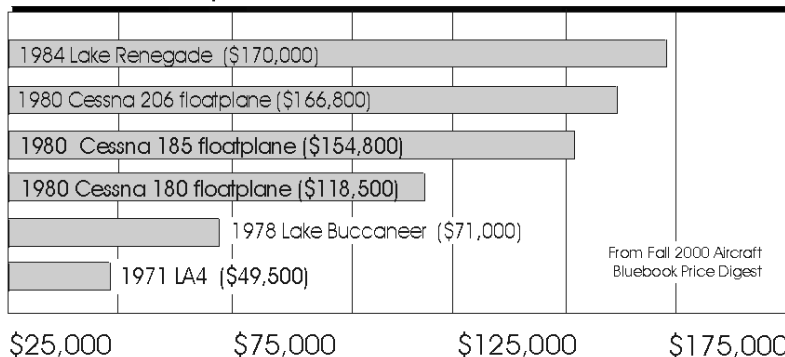 1984 Lake Renegade ($170,000)
1980 Cessna 206 floatplane ($166,800)
1980 Cessna 185 floatplane ($154,800)
1980 Cessna 180 floatplane ($118,500)
1978 Lake Buccaneer ($71,000)
1971 LA4 ($49,500)
From Fall 2000 Aircraft
Bluebook Price Digest
$25,000 $75,000 $125,000 $175,000